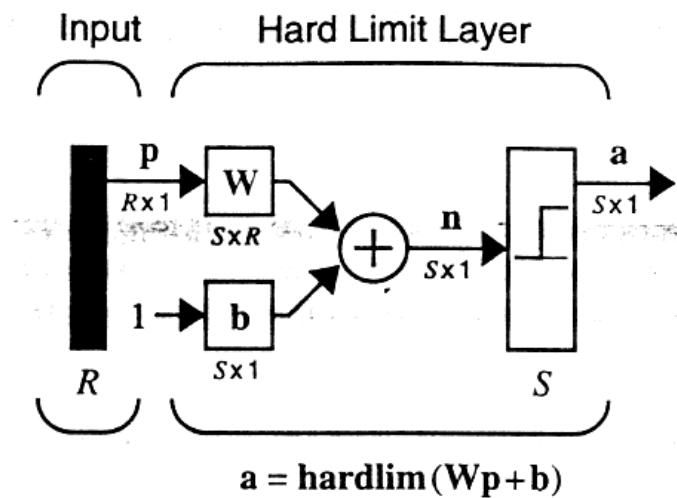 Input Hard Limit Layer
p a
R x 1 W S x 1
S x R n
S x 1
1 b
S x 1
R S
a = hardlim(Wp + b)